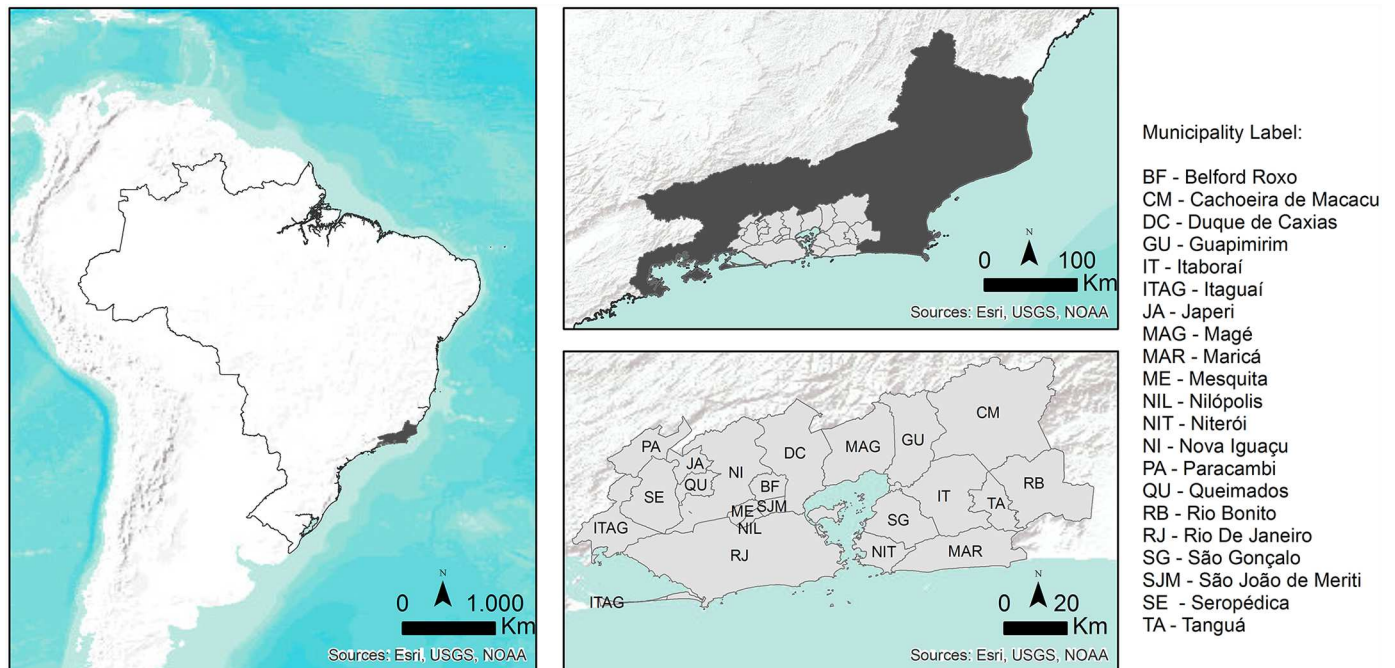 N
0 1.000
Km
Sources: Esri, USGS, NOAA
N
0 100
Km
Sources: Esri, USGS, NOAA
CM
PA
MAG
GU
DC
JA
NI
QU
BF
SE
IT
RB
TA
ME
SJM
SG
ITAG
NIL
RJ
NIT
MAR
ITAG
N
0 20
Km
Sources: Esri, USGS, NOAA
Municipality Label:
BF - Belford Roxo
CM - Cachoeira de Macacu
DC - Duque de Caxias
GU - Guapimirim
IT - Itaboraí
ITAG - Itaguaí
JA - Japeri
MAG - Magé
MAR - Maricá
ME - Mesquita
NIL - Nilópolis
NIT - Niterói
NI - Nova Iguaçu
PA - Paracambi
QU - Queimados
RB - Rio Bonito
RJ - Rio De Janeiro
SG - São Gonçalo
SJM - São João de Meriti
SE - Seropédica
TA - Tanguá